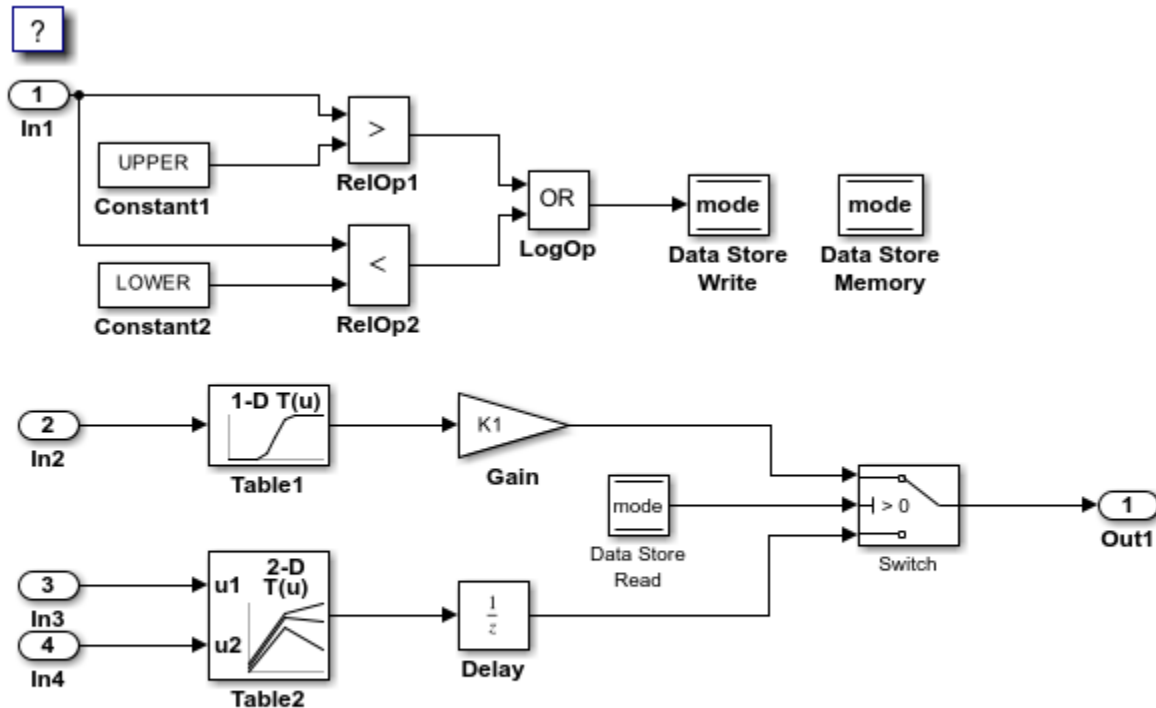 ?
1
In1
UPPER
Constant1
>
RelOp1
LOWER
Constant2
<
RelOp2
OR
LogOp
mode
Data Store
Write
mode
Data Store
Memory
2
In2
1-D T(u)
Table1
K1
Gain
mode
Data Store
Read
> 0
Switch
1
Out1
3
In3
4
In4
u1
u2
2-D
T(u)
Table2
1
z
Delay